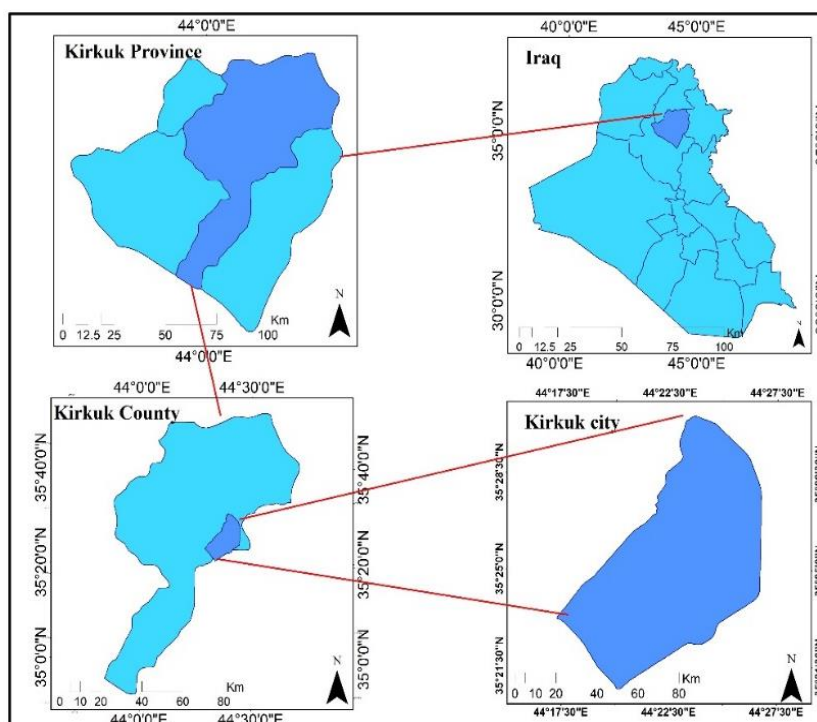 44°0'0"E
Kirkuk Province
N
Km
0 12.5 25 50 75 100
44°0'0"E
40°0'0"E 45°0'0"E
Iraq
35°0'0"N
30°0'0"N
N
Km
0 12.5 25 50 75 100
40°0'0"E 45°0'0"E
44°0'0"E 44°30'0"E
Kirkuk County
35°40'0"N
35°20'0"N
35°0'0"N
35°40'0"N
35°20'0"N
35°0'0"N
N
Km
0 20 40 80
44°0'0"E 44°30'0"E
44°17'30"E 44°22'30"E 44°27'30"E
Kirkuk city
35°28'30"N
35°25'0"N
35°21'30"N
N
Km
0 10 20 40 60 80
44°17'30"E 44°22'30"E 44°27'30"E